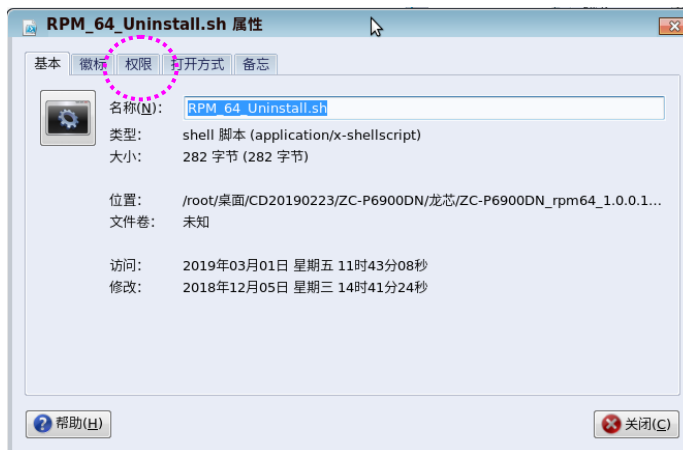 RPM_64_Uninstall.sh 属性
基本 徽标 权限 打开方式 备忘
名称(N): RPM_64_Uninstall.sh
类型: shell 脚本 (application/x-shellscript)
大小: 282 字节 (282 字节)
位置: /root/桌面/CD20190223/ZC-P6900DN/龙芯/ZC-P6900DN_rpm64_1.0.0.1...
文件卷: 未知
访问: 2019年03月01日 星期五 11时43分08秒
修改: 2018年12月05日 星期三 14时41分24秒
帮助(H) 关闭(C)